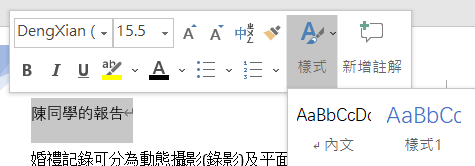 DengXian ( 15.5 A A 中 A
B I U ab A 樣式 新增註解
陳同學的報告↵
AaBbCcDc AaBbCc
↵內文 樣式1
婚禮記錄可分為動態攝影(錄影)及平面